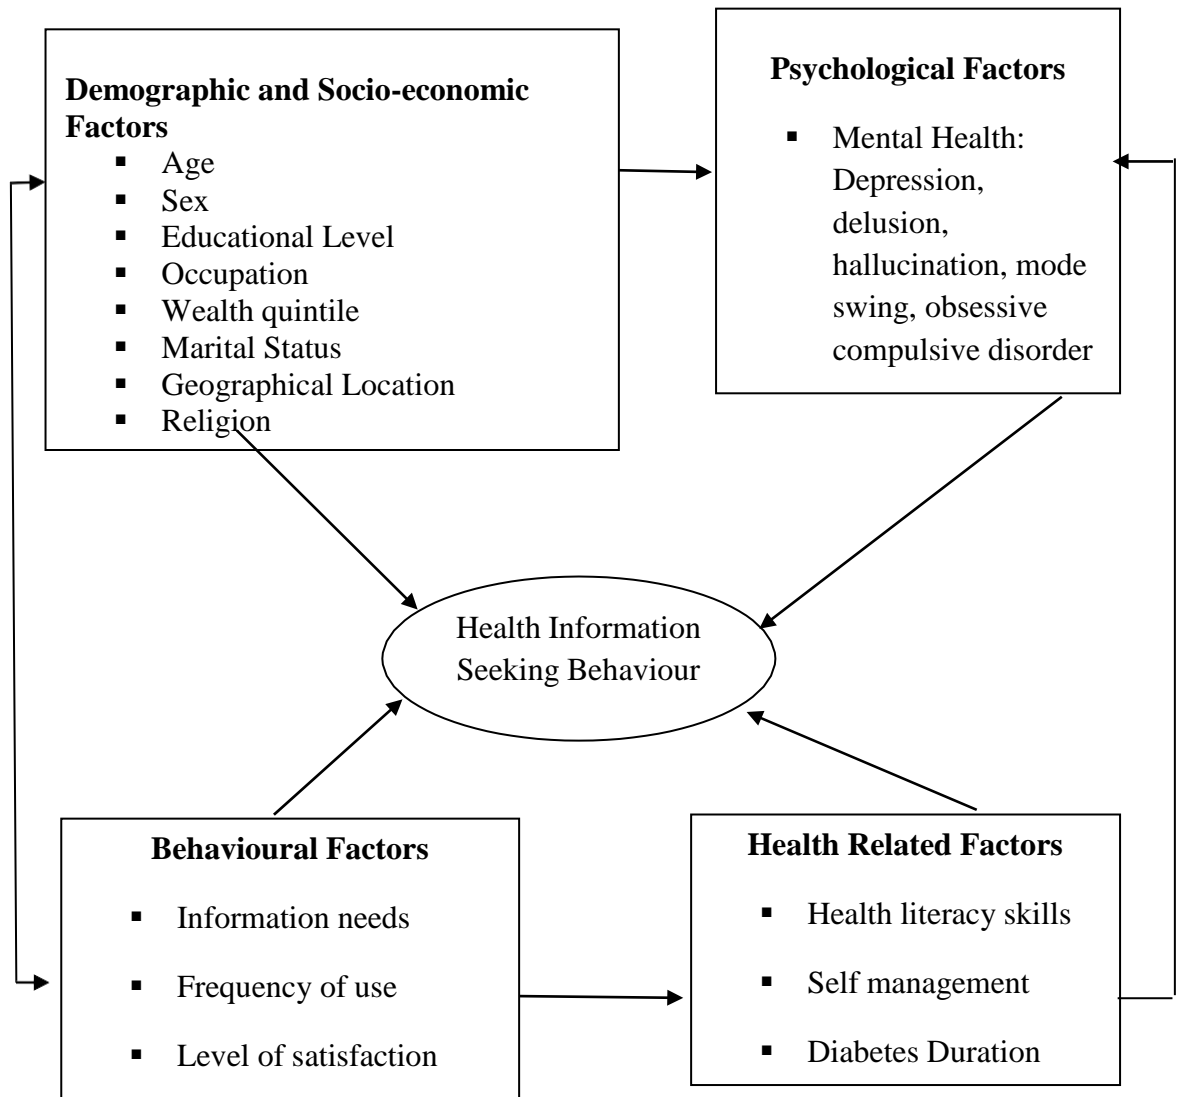 Demographic and Socio-economic
Factors
▪ Age
▪ Sex
▪ Educational Level
▪ Occupation
▪ Wealth quintile
▪ Marital Status
▪ Geographical Location
▪ Religion
Psychological Factors
▪ Mental Health:
Depression,
delusion,
hallucination, mode
swing, obsessive
compulsive disorder
Health Information
Seeking Behaviour
Behavioural Factors
▪ Information needs
▪ Frequency of use
▪ Level of satisfaction
Health Related Factors
▪ Health literacy skills
▪ Self management
▪ Diabetes Duration